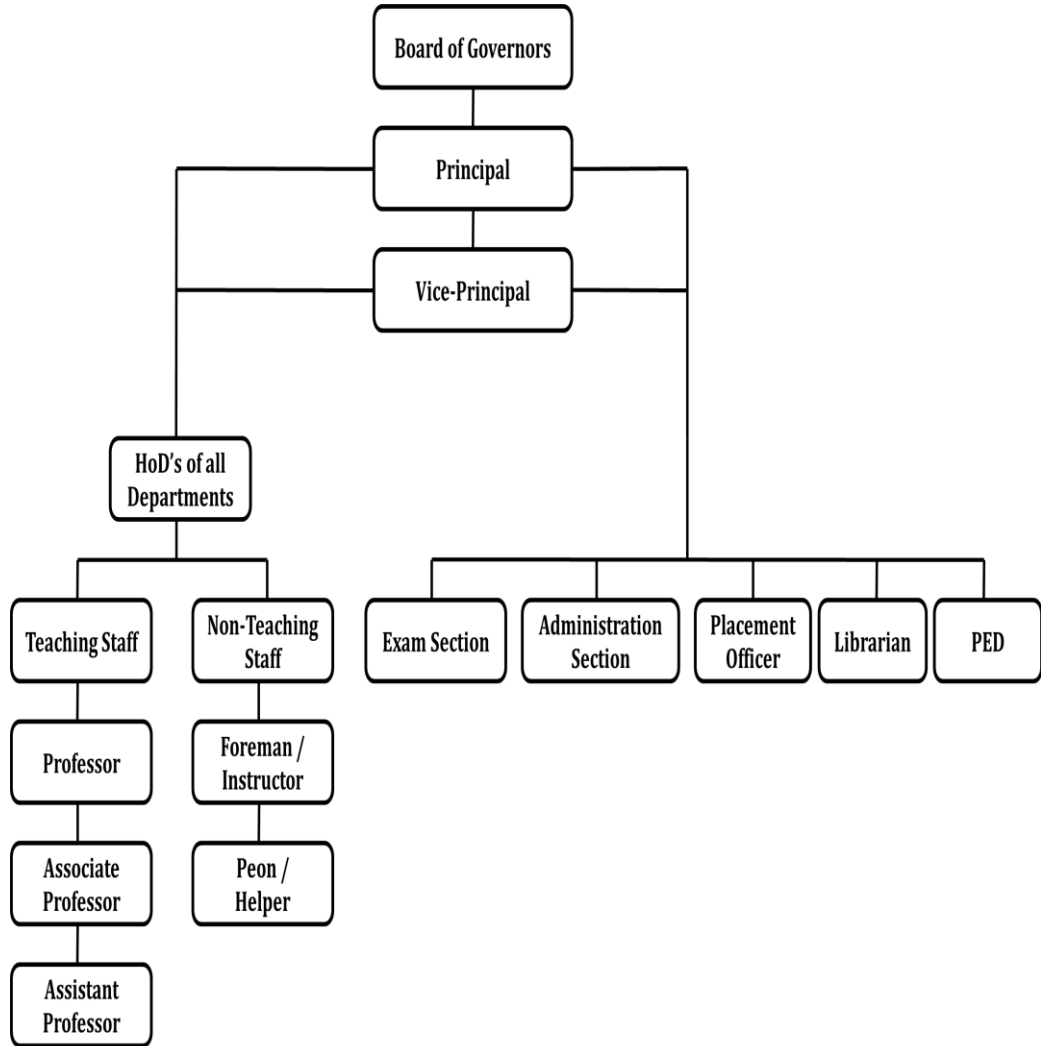 Board of Governors
Principal
Vice-Principal
HoD's of all
Departments
Teaching Staff
Non-Teaching
Staff
Exam Section
Administration
Section
Placement
Officer
Librarian
PED
Professor
Foreman /
Instructor
Associate
Professor
Peon /
Helper
Assistant
Professor